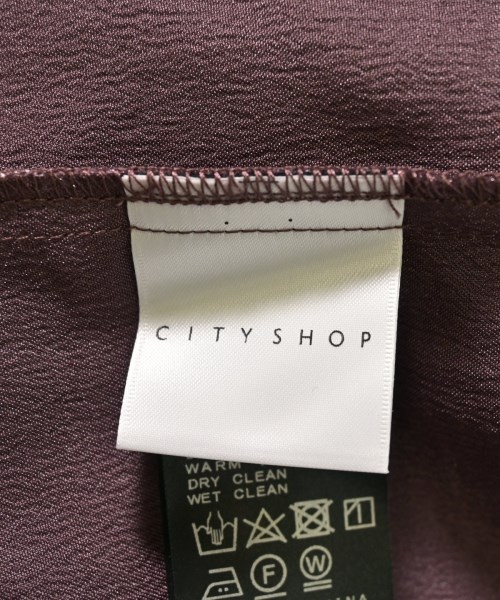 CITYSHOP
WARM
DRY CLEAN
WET CLEAN
F W